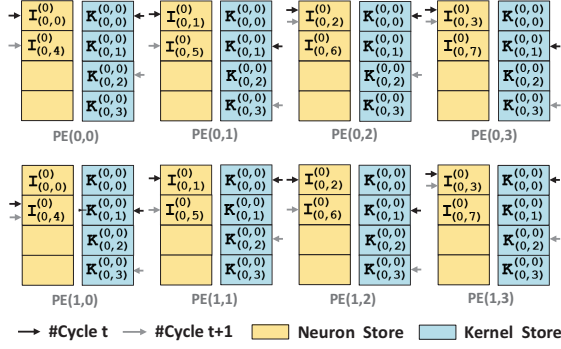 I(0)(0,0) K(0,0)(0,0) I(0)(0,1) K(0,0)(0,0) I(0)(0,2) K(0,0)(0,0) I(0)(0,3) K(0,0)(0,0)
I(0)(0,4) K(0,0)(0,1) I(0)(0,5) K(0,0)(0,1) I(0)(0,6) K(0,0)(0,1) I(0)(0,7) K(0,0)(0,1)
K(0,0)(0,2) K(0,0)(0,2) K(0,0)(0,2) K(0,0)(0,2)
K(0,0)(0,3) K(0,0)(0,3) K(0,0)(0,3) K(0,0)(0,3)
PE(0,0) PE(0,1) PE(0,2) PE(0,3)
I(0)(0,0) K(0,0)(0,0) I(0)(0,1) K(0,0)(0,0) I(0)(0,2) K(0,0)(0,0) I(0)(0,3) K(0,0)(0,0)
I(0)(0,4) K(0,0)(0,1) I(0)(0,5) K(0,0)(0,1) I(0)(0,6) K(0,0)(0,1) I(0)(0,7) K(0,0)(0,1)
K(0,0)(0,2) K(0,0)(0,2) K(0,0)(0,2) K(0,0)(0,2)
K(0,0)(0,3) K(0,0)(0,3) K(0,0)(0,3) K(0,0)(0,3)
PE(1,0) PE(1,1) PE(1,2) PE(1,3)
#Cycle t #Cycle t+1 Neuron Store Kernel Store